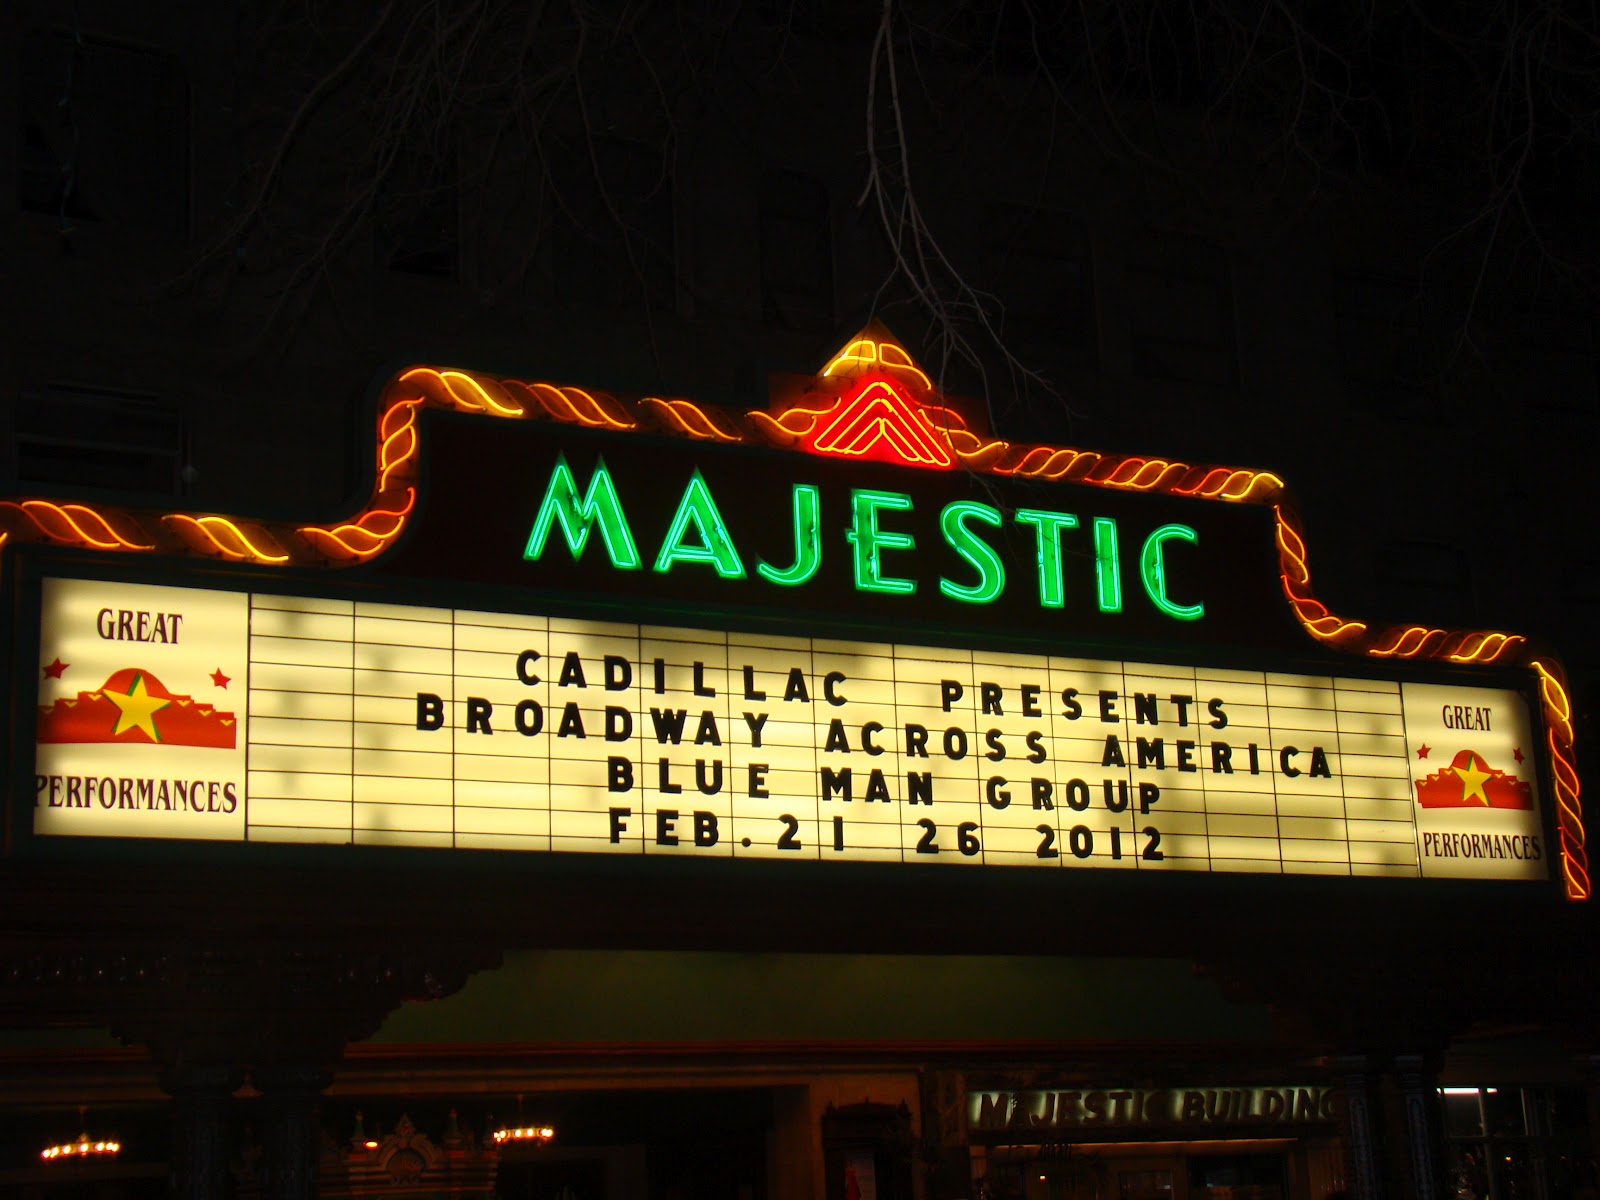 MAJESTIC
GREAT
PERFORMANCES
CADILLAC PRESENTS
BROADWAY ACROSS AMERICA
BLUE MAN GROUP
FEB. 21 26 2012
GREAT
PERFORMANCES
MAJESTIC BUILDING